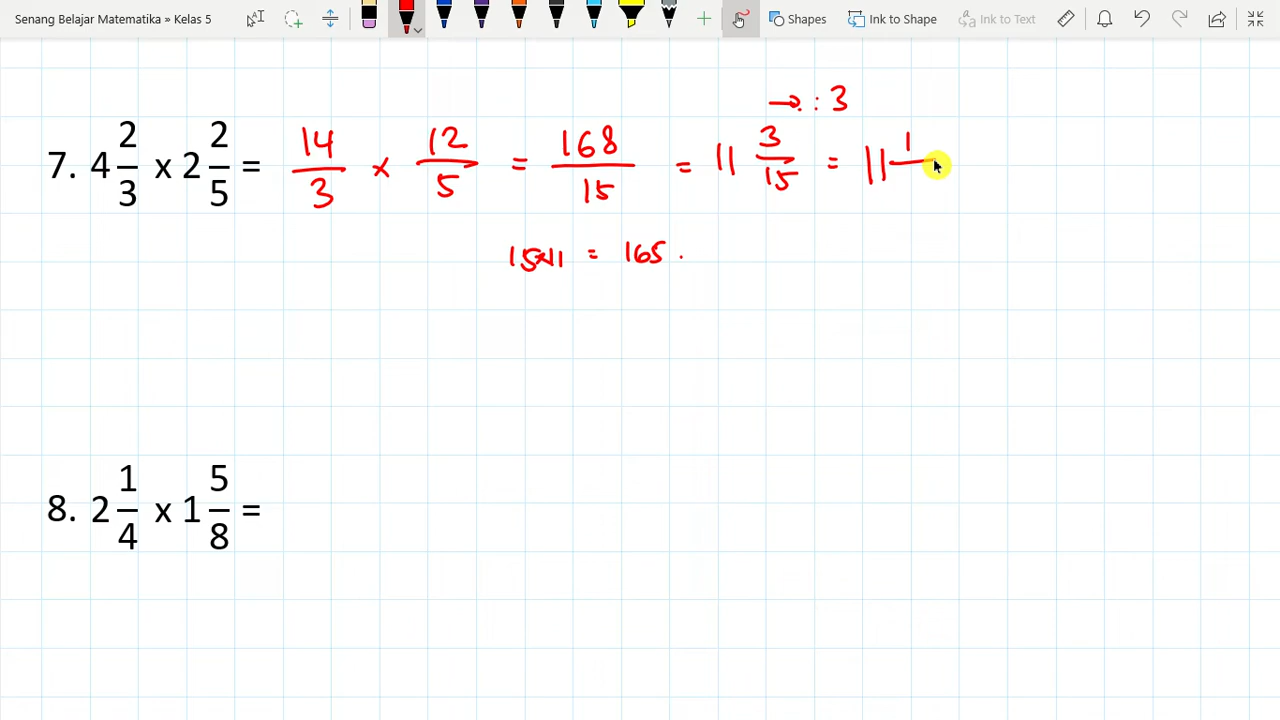 Senang Belajar Matematika » Kelas 5 Shapes Ink to Shape Ink to Text
→ : 3
7. 4 2/3 x 2 2/5 = 14/3 x 12/5 = 168/15 = 11 3/15 = 11 1/
15x11 = 165 .
8. 2 1/4 x 1 5/8 =